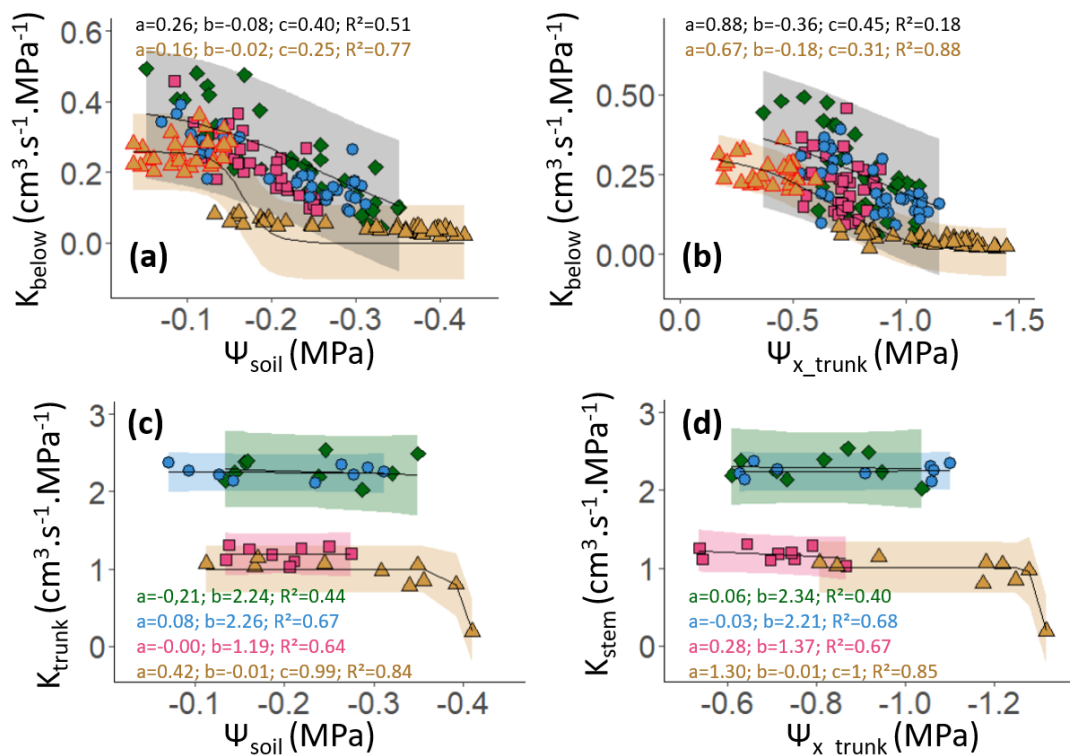 a=0.26; b=-0.08; c=0.40; R²=0.51
a=0.16; b=-0.02; c=0.25; R²=0.77
0.6
0.4
0.2
0.0
K_below (cm³.s⁻¹.MPa⁻¹)
(a)
-0.1 -0.2 -0.3 -0.4
Ψ_soil (MPa)
a=0.88; b=-0.36; c=0.45; R²=0.18
a=0.67; b=-0.18; c=0.31; R²=0.88
0.50
0.25
0.00
K_below (cm³.s⁻¹.MPa⁻¹)
(b)
0.0 -0.5 -1.0 -1.5
Ψ_x_trunk (MPa)
3
2
1
0
K_trunk (cm³.s⁻¹.MPa⁻¹)
(c)
a=-0,21; b=2.24; R²=0.44
a=0.08; b=2.26; R²=0.67
a=-0.00; b=1.19; R²=0.64
a=0.42; b=-0.01; c=0.99; R²=0.84
-0.1 -0.2 -0.3 -0.4
Ψ_soil (MPa)
3
2
1
0
K_stem (cm³.s⁻¹.MPa⁻¹)
(d)
a=0.06; b=2.34; R²=0.40
a=-0.03; b=2.21; R²=0.68
a=0.28; b=1.37; R²=0.67
a=1.30; b=-0.01; c=1; R²=0.85
-0.6 -0.8 -1.0 -1.2
Ψ_x_trunk (MPa)